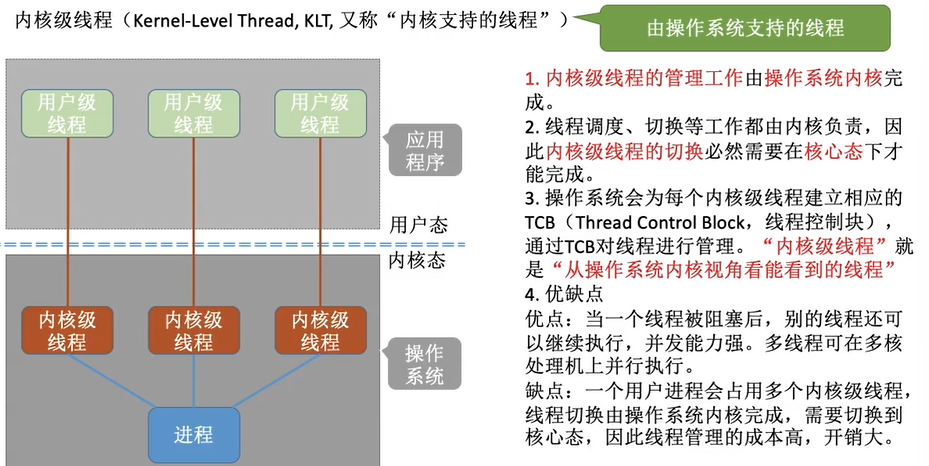 内核级线程（Kernel-Level Thread, KLT, 又称“内核支持的线程”）
由操作系统支持的线程
用户级
线程
用户级
线程
用户级
线程
应用
程序
用户态
内核态
内核级
线程
内核级
线程
内核级
线程
操作
系统
进程
1. 内核级线程的管理工作由操作系统内核完
成。
2. 线程调度、切换等工作都由内核负责，因
此内核级线程的切换必然需要在核心态下才
能完成。
3. 操作系统会为每个内核级线程建立相应的
TCB（Thread Control Block，线程控制块），
通过TCB对线程进行管理。“内核级线程”就
是“从操作系统内核视角看能看到的线程”
4. 优缺点
优点：当一个线程被阻塞后，别的线程还可
以继续执行，并发能力强。多线程可在多核
处理机上并行执行。
缺点：一个用户进程会占用多个内核级线程，
线程切换由操作系统内核完成，需要切换到
核心态，因此线程管理的成本高，开销大。